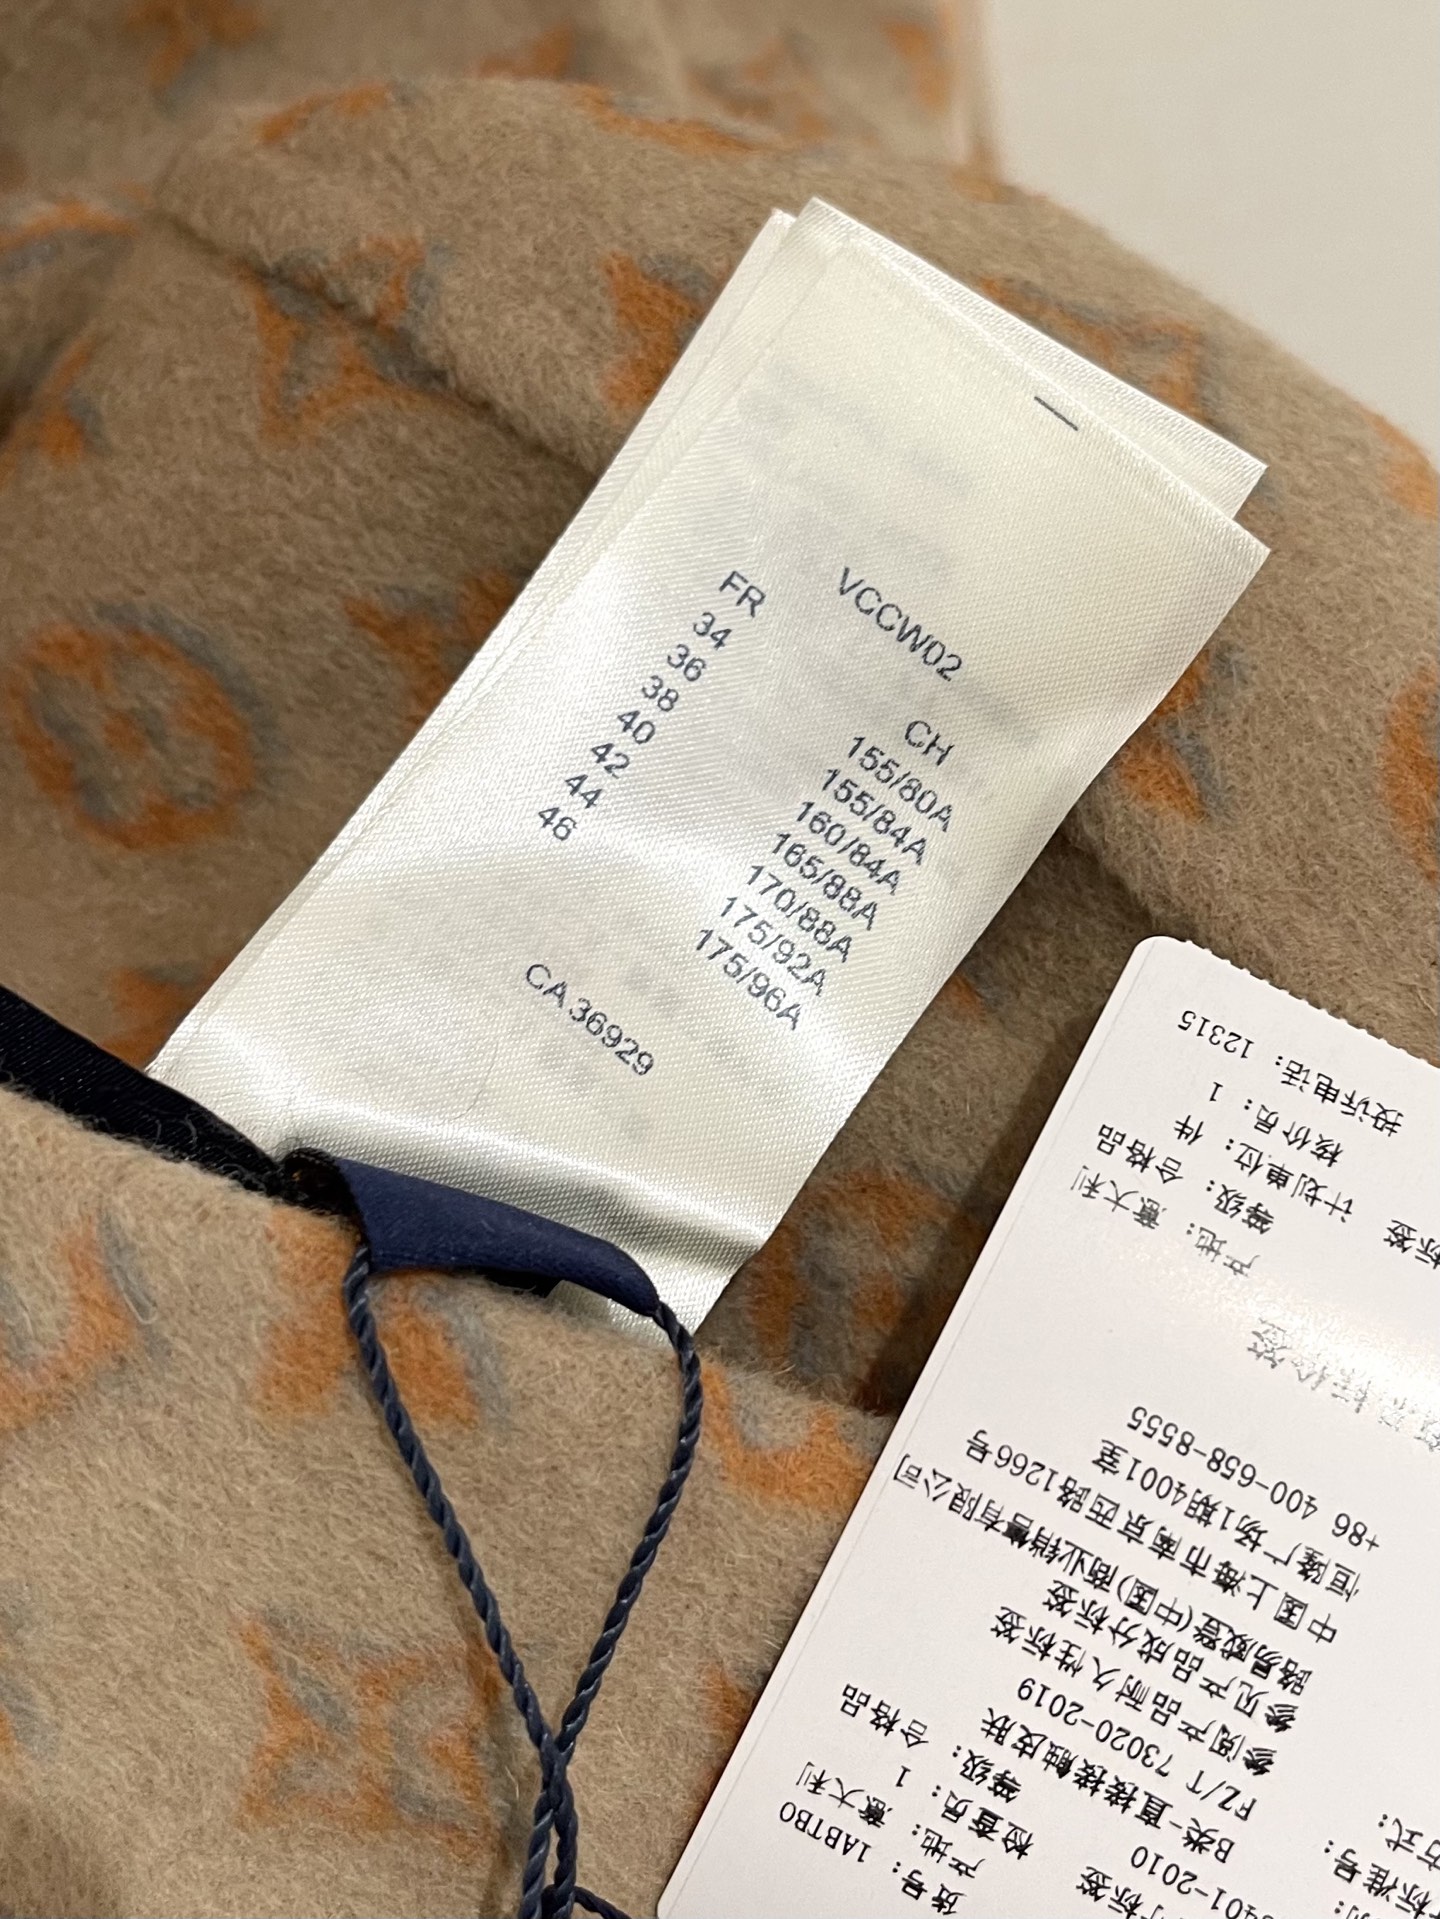 VCCW02
FR CH
34 155/80A
36 155/84A
38 160/84A
40 165/88A
42 170/88A
44 175/92A
46 175/96A
CA 36929
货号: 1ABTBO
产地: 意大利
检查员: 1
等级: 合格品
B类-直接接触皮肤
FZ/T 73020-2019
参阅产品耐久性标签
参见产品成分标签
路易威登(中国)商业销售有限公司
中国上海市南京西路1266号
恒隆广场1期4001室
+86 400-658-8555
产地: 意大利
等级: 合格品
计划单位: 件
核价员: 1
投诉电话: 12315